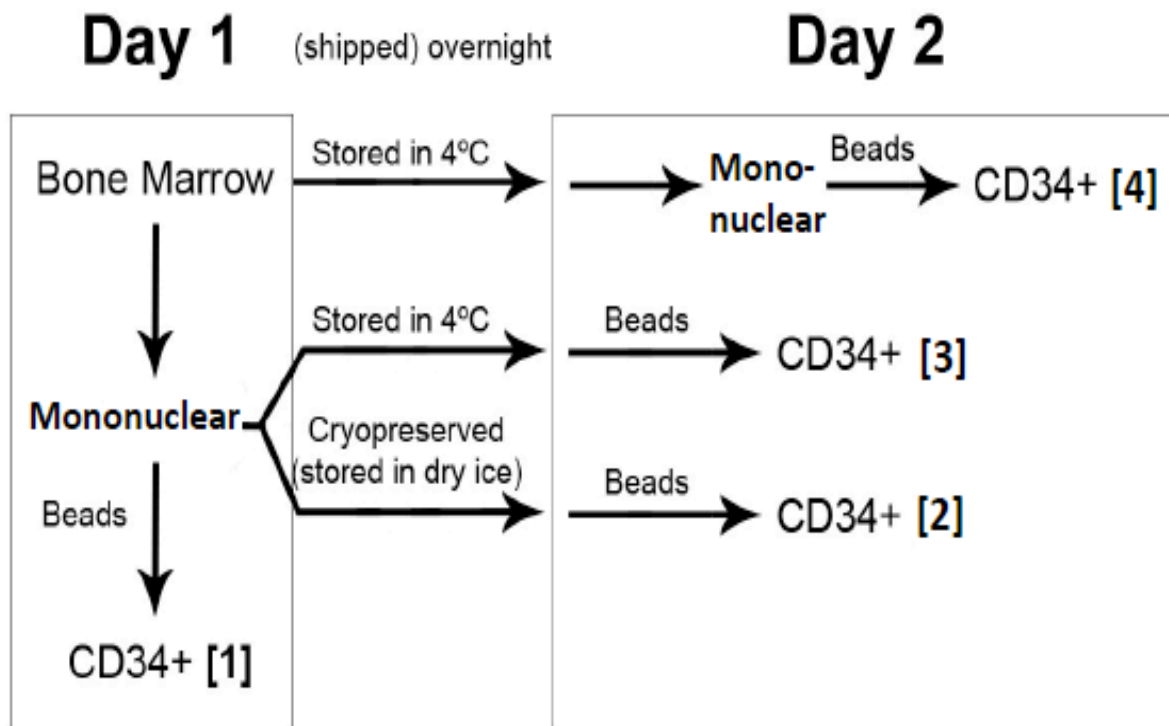 Day 1 (shipped) overnight Day 2
Bone Marrow
Stored in 4ºC
Mono-
nuclear
Beads
CD34+ [4]
Mononuclear
Stored in 4ºC
Beads
CD34+ [3]
Cryopreserved
(stored in dry ice)
Beads
CD34+ [2]
Beads
CD34+ [1]